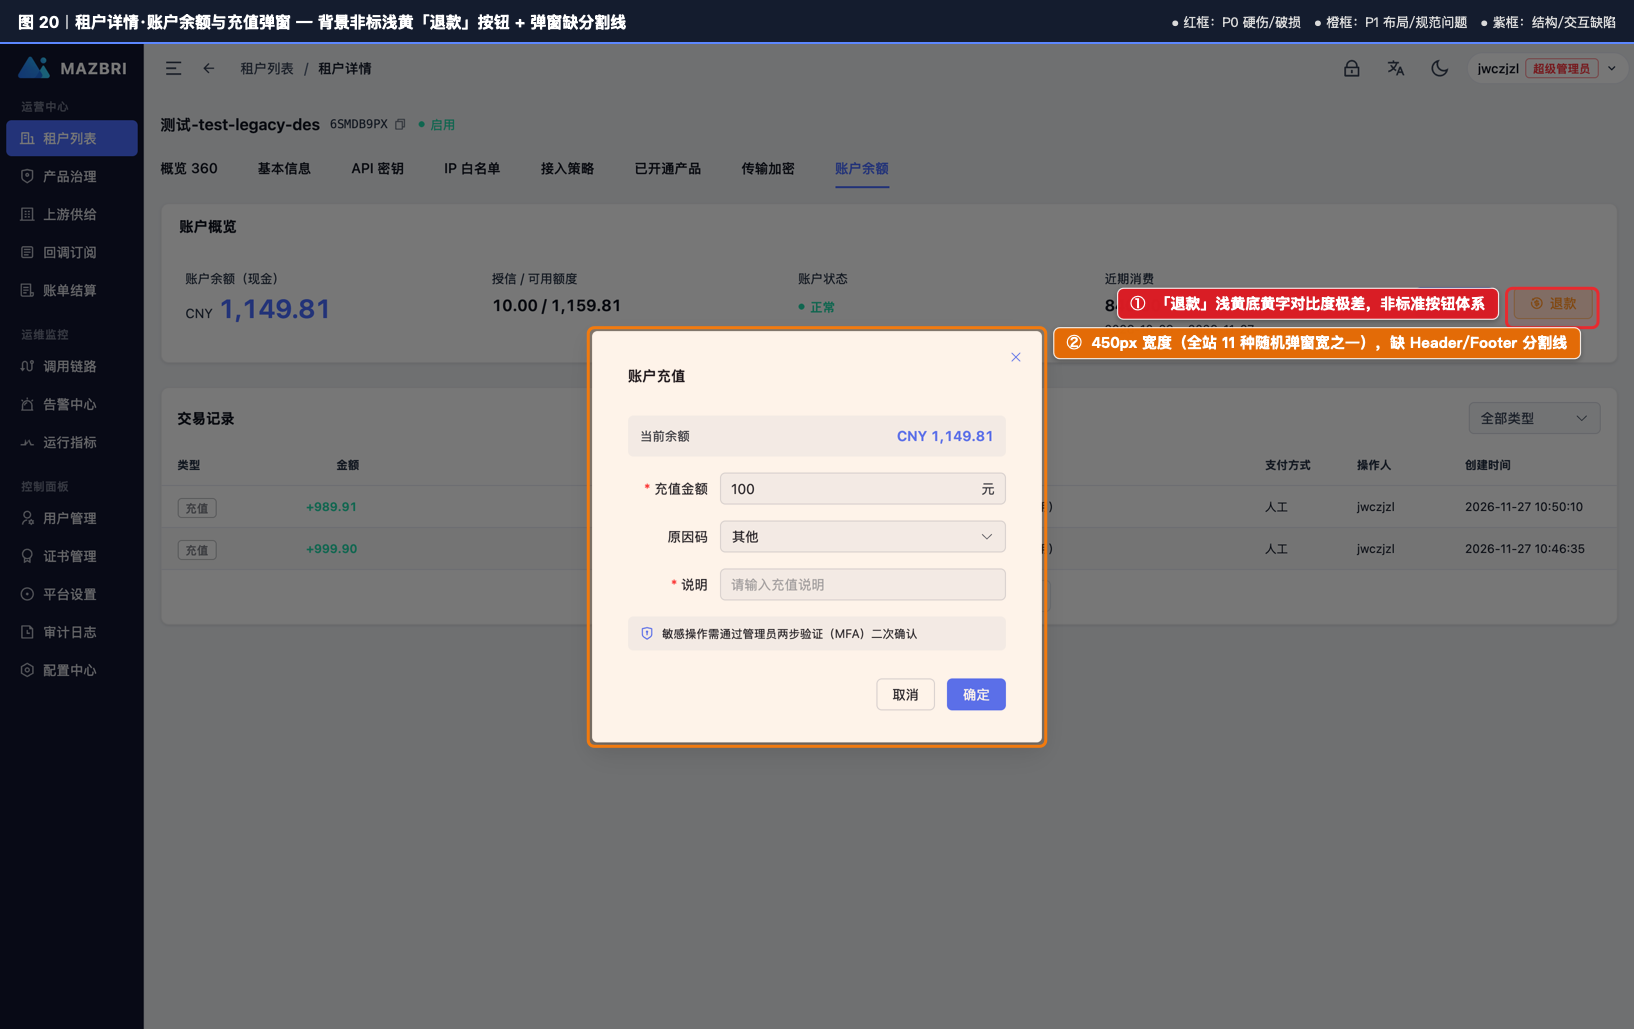 图 20｜租户详情·账户余额与充值弹窗 — 背景非标浅黄「退款」按钮 + 弹窗缺分割线
● 红框：P0 硬伤/破损 ● 橙框：P1 布局/规范问题 ● 紫框：结构/交互缺陷
MAZBRI
租户列表 / 租户详情
jwczjzl 超级管理员
运营中心
租户列表
产品治理
上游供给
回调订阅
账单结算
运维监控
调用链路
告警中心
运行指标
控制面板
用户管理
证书管理
平台设置
审计日志
配置中心
测试-test-legacy-des 6SMDB9PX 启用
概览 360 基本信息 API 密钥 IP 白名单 接入策略 已开通产品 传输加密 账户余额
账户概览
账户余额（现金） 授信 / 可用额度 账户状态 近期消费
CNY 1,149.81 10.00 / 1,159.81 正常
① 「退款」浅黄底黄字对比度极差，非标准按钮体系
退款
② 450px 宽度（全站 11 种随机弹窗宽之一），缺 Header/Footer 分割线
交易记录
全部类型
类型 金额 支付方式 操作人 创建时间
充值 +989.91 人工 jwczjzl 2026-11-27 10:50:10
充值 +999.90 人工 jwczjzl 2026-11-27 10:46:35
账户充值
当前余额 CNY 1,149.81
* 充值金额 100 元
原因码 其他
* 说明 请输入充值说明
敏感操作需通过管理员两步验证（MFA）二次确认
取消 确定